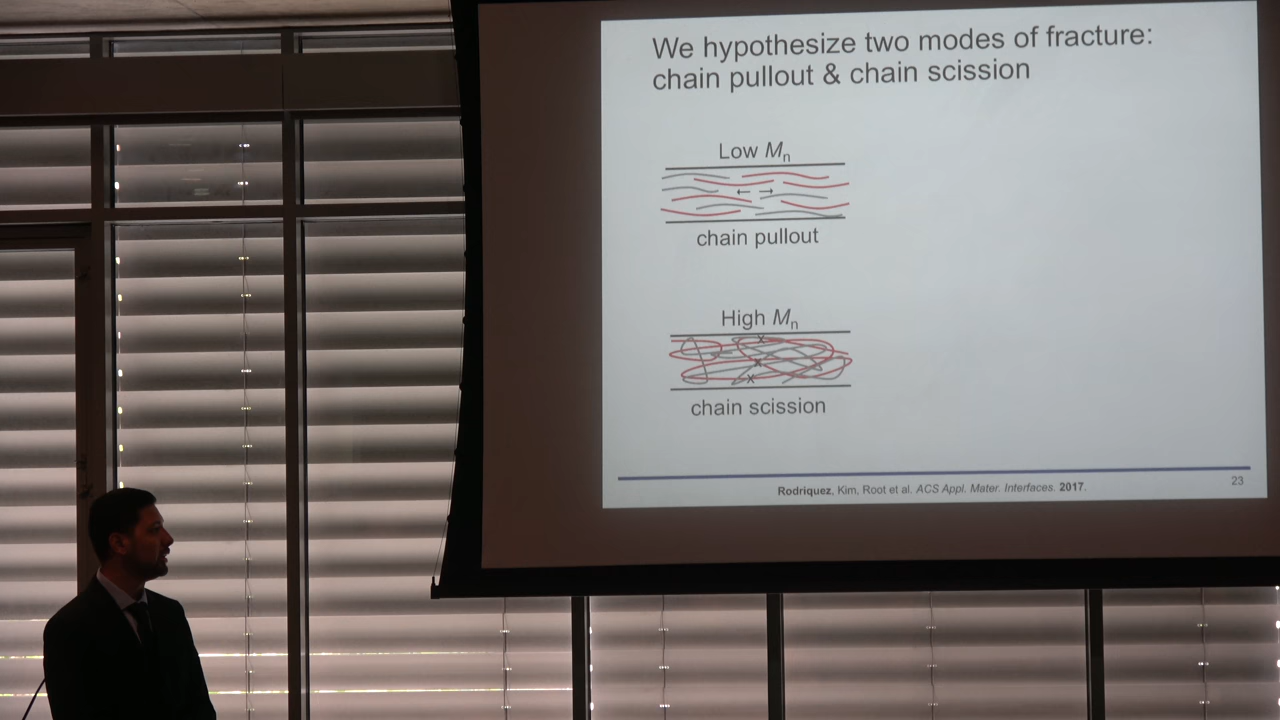 We hypothesize two modes of fracture:
chain pullout & chain scission
Low Mn
← →
chain pullout
High Mn
x
x
x
chain scission
Rodriquez, Kim, Root et al. ACS Appl. Mater. Interfaces. 2017.
23